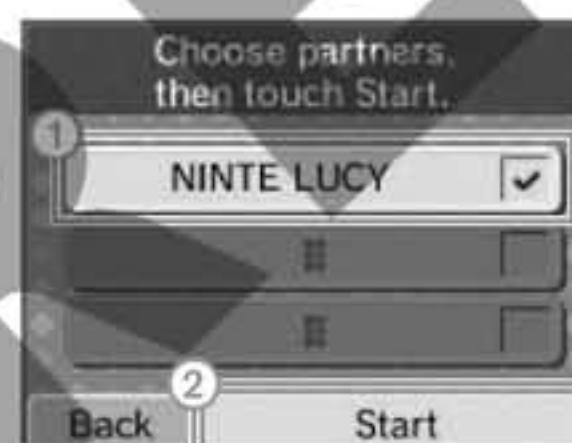 Choose partners,
then touch Start.
1
NINTE LUCY
2
Back
Start